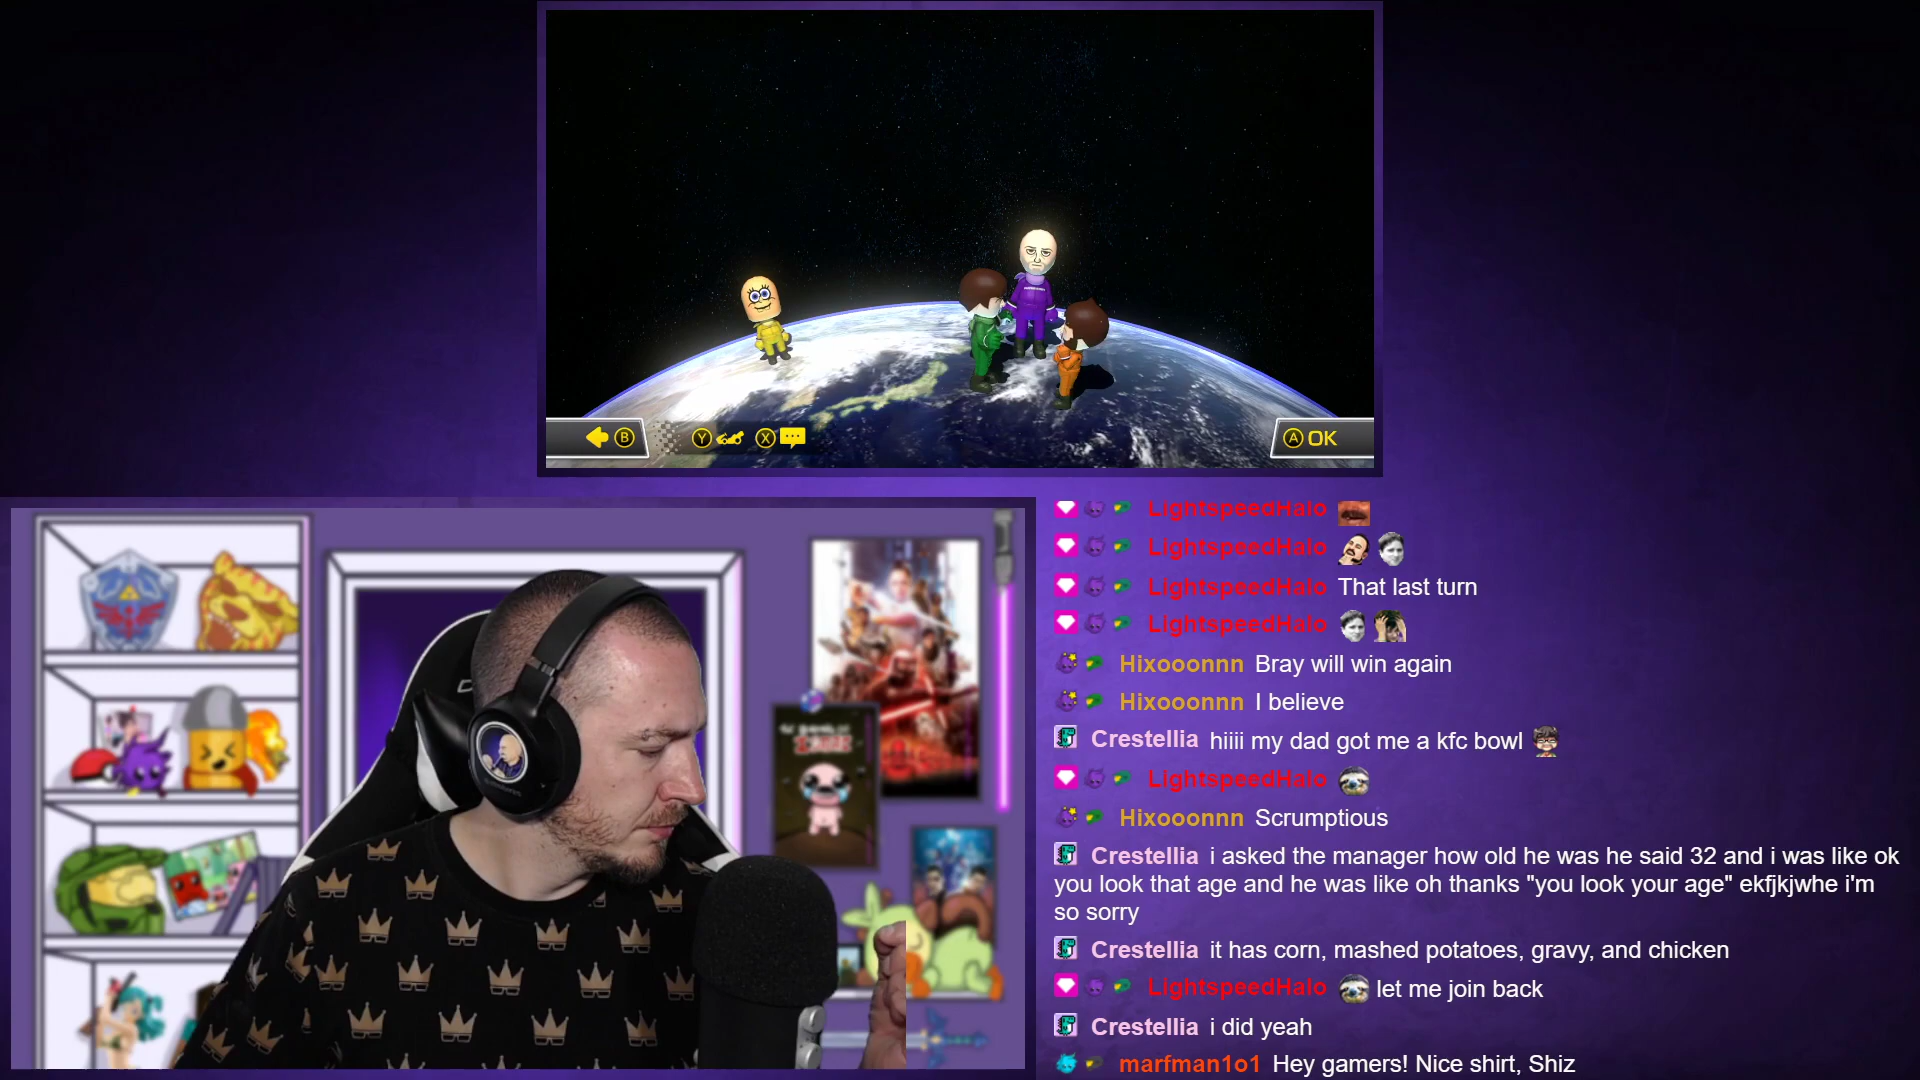 B
Y
X
A OK
LightspeedHalo
LightspeedHalo
LightspeedHalo That last turn
LightspeedHalo
Hixooonnn Bray will win again
Hixooonnn I believe
Crestellia hiiii my dad got me a kfc bowl
LightspeedHalo
Hixooonnn Scrumptious
Crestellia i asked the manager how old he was he said 32 and i was like ok
you look that age and he was like oh thanks "you look your age" ekfjkjwhe i'm
so sorry
Crestellia it has corn, mashed potatoes, gravy, and chicken
LightspeedHalo let me join back
Crestellia i did yeah
marfman1o1 Hey gamers! Nice shirt, Shiz